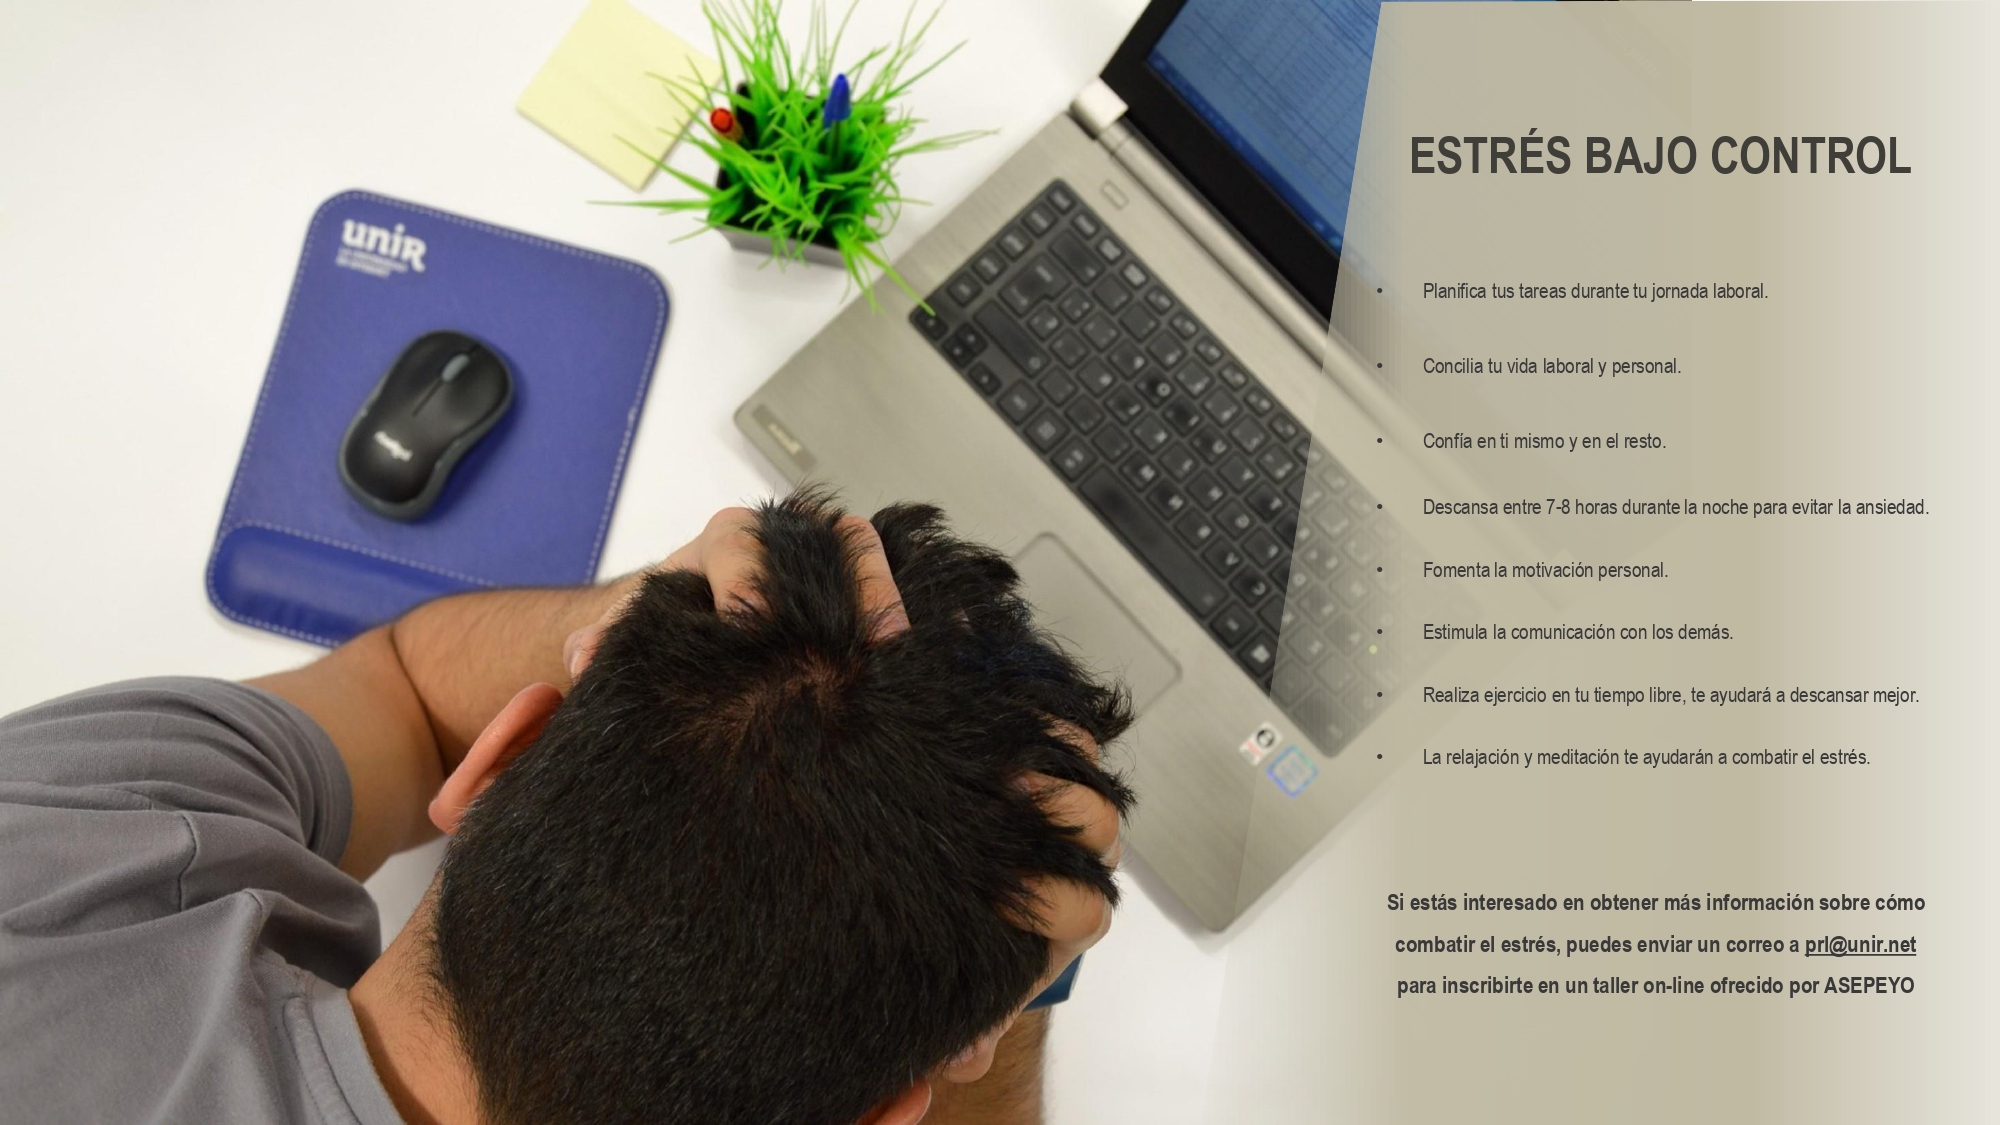 uniR
ESTRÉS BAJO CONTROL
• Planifica tus tareas durante tu jornada laboral.
• Concilia tu vida laboral y personal.
• Confía en ti mismo y en el resto.
• Descansa entre 7-8 horas durante la noche para evitar la ansiedad.
• Fomenta la motivación personal.
• Estimula la comunicación con los demás.
• Realiza ejercicio en tu tiempo libre, te ayudará a descansar mejor.
• La relajación y meditación te ayudarán a combatir el estrés.
Si estás interesado en obtener más información sobre cómo
combatir el estrés, puedes enviar un correo a prl@unir.net
para inscribirte en un taller on-line ofrecido por ASEPEYO